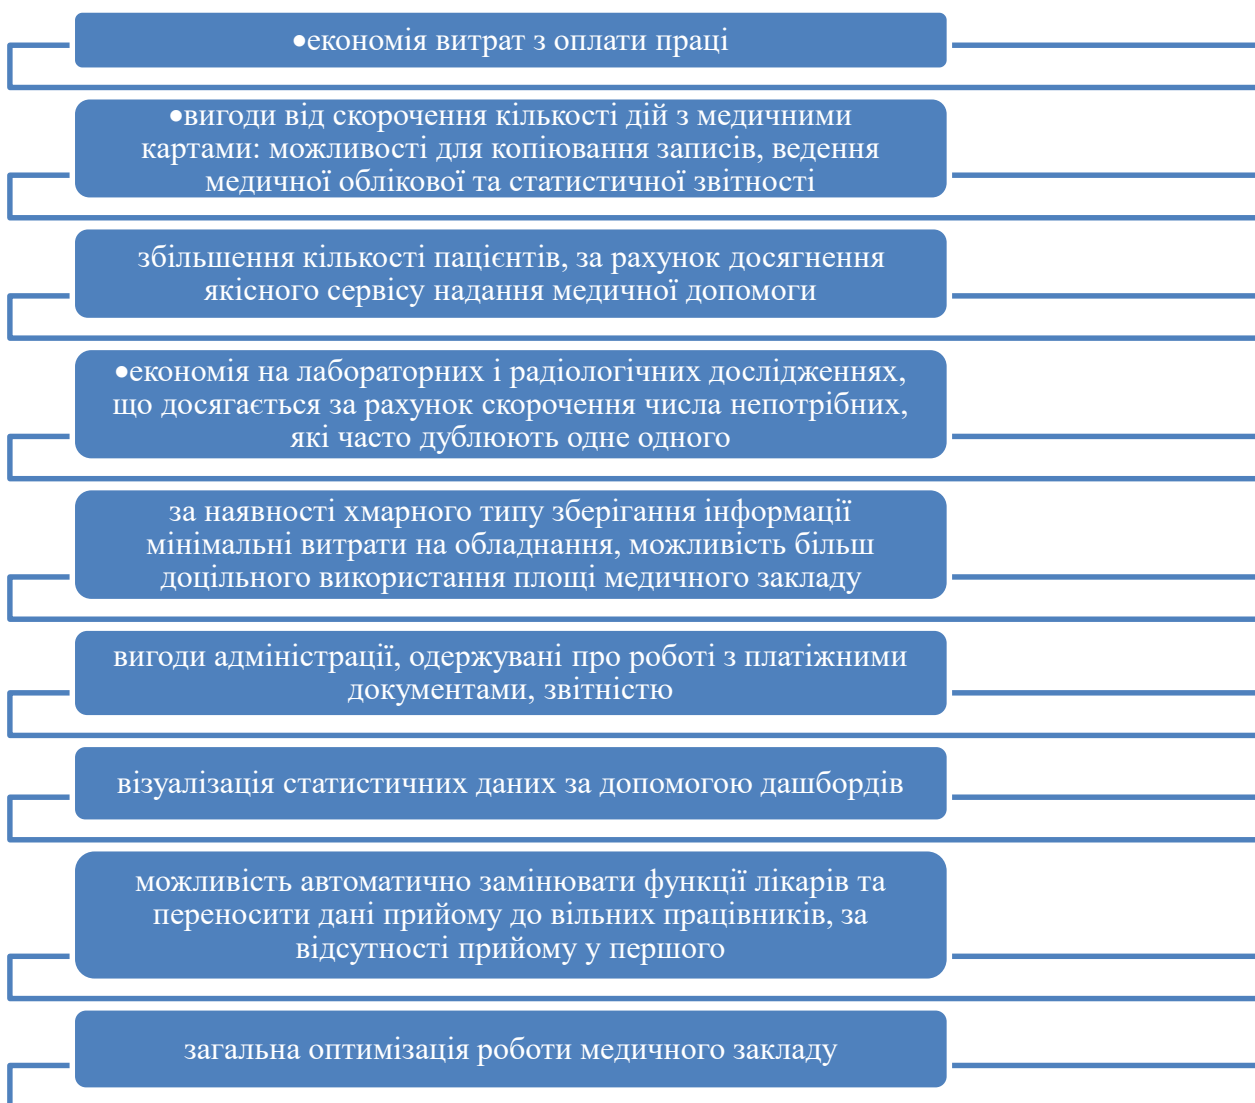 •економія витрат з оплати праці
•вигоди від скорочення кількості дій з медичними
картами: можливості для копіювання записів, ведення
медичної облікової та статистичної звітності
збільшення кількості пацієнтів, за рахунок досягнення
якісного сервісу надання медичної допомоги
•економія на лабораторних і радіологічних дослідженнях,
що досягається за рахунок скорочення числа непотрібних,
які часто дублюють одне одного
за наявності хмарного типу зберігання інформації
мінімальні витрати на обладнання, можливість більш
доцільного використання площі медичного закладу
вигоди адміністрації, одержувані про роботі з платіжними
документами, звітністю
візуалізація статистичних даних за допомогою дашбордів
можливість автоматично замінювати функції лікарів та
переносити дані прийому до вільних працівників, за
відсутності прийому у першого
загальна оптимізація роботи медичного закладу